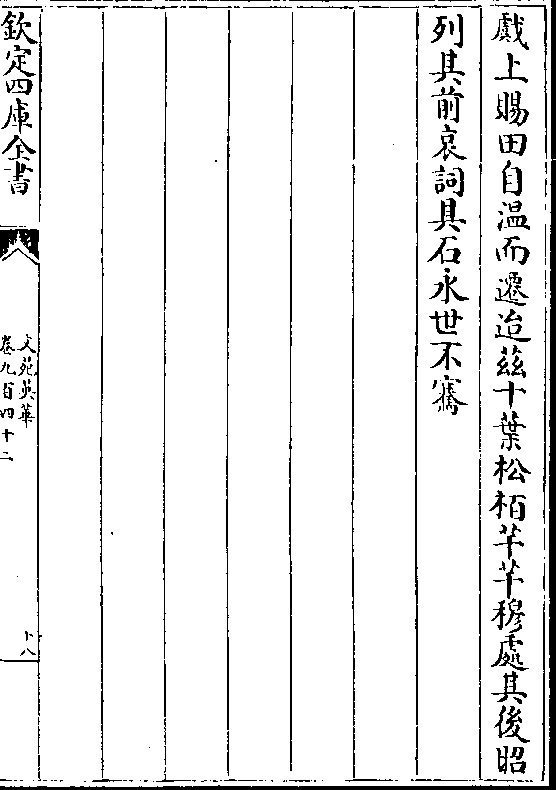 戲上賜田自温而遷迨茲十葉松栢芊芊穆處其後昭
列其前哀詞具石永世不騫
欽定四庫全書
文苑英華
卷九百四十二
十八